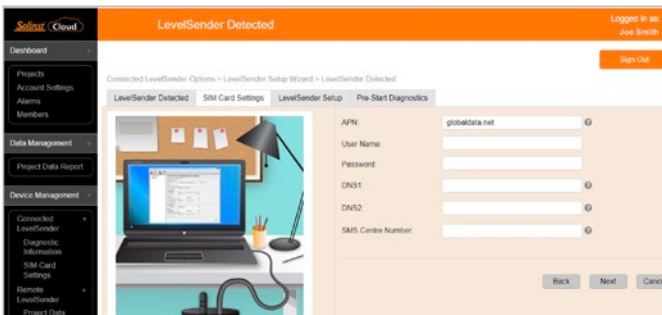 Solinst Cloud
LevelSender Detected
Logged in as:
Joe Smith
Sign Out
Dashboard
Projects
Account Settings
Alarms
Members
Data Management
Project Data Report
Device Management
Connected LevelSender
Diagnostic Information
SIM Card Settings
Remote LevelSender
Project Data
Connected LevelSender Options > LevelSender Setup Wizard > LevelSender Detected
LevelSender Detected SIM Card Settings LevelSender Setup Pre-Start Diagnostics
APN: globaldata.net
User Name:
Password:
DNS1:
DNS2:
SMS Centre Number:
Back Next Cance